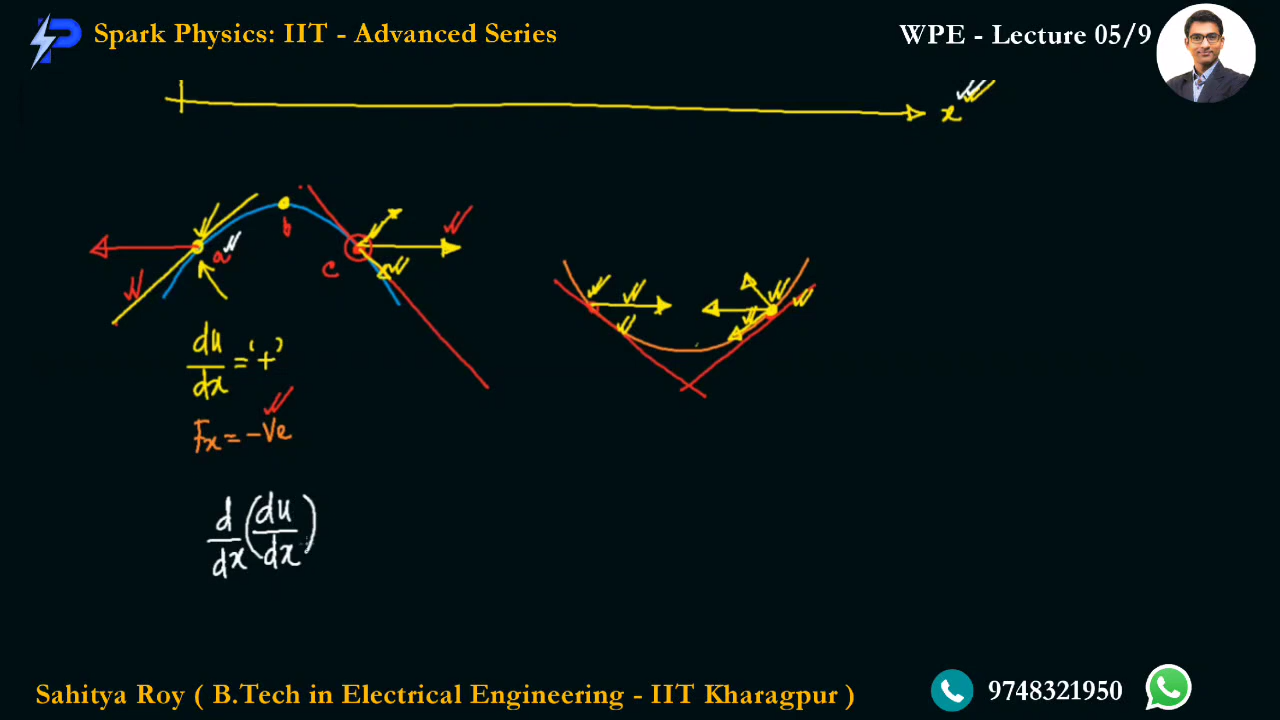 Spark Physics: IIT - Advanced Series
WPE - Lecture 05/9
x
b
a
c
du/dx = '+'
Fx = -Ve
d/dx (du/dx)
Sahitya Roy ( B.Tech in Electrical Engineering - IIT Kharagpur )
9748321950